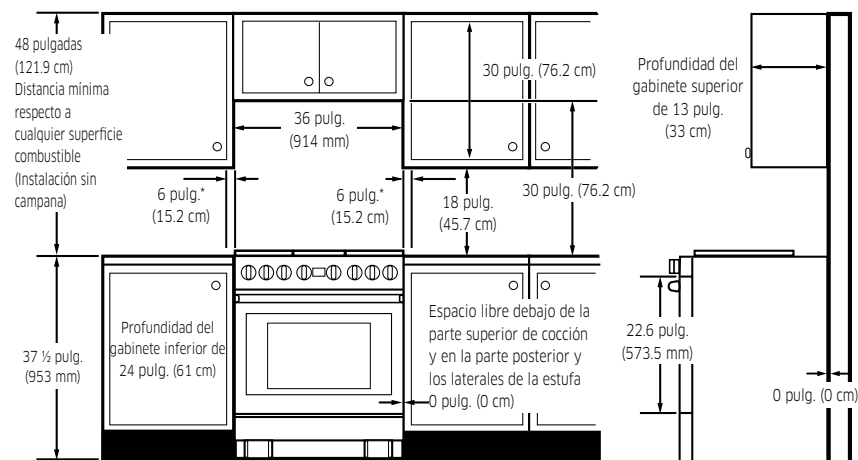 48 pulgadas
(121.9 cm)
Distancia mínima
respecto a
cualquier superficie
combustible
(Instalación sin
campana)
30 pulg. (76.2 cm)
36 pulg.
(914 mm)
6 pulg.*
(15.2 cm)
6 pulg.*
(15.2 cm)
18 pulg.
(45.7 cm)
30 pulg. (76.2 cm)
Profundidad del
gabinete superior
de 13 pulg.
(33 cm)
37 ½ pulg.
(953 mm)
Profundidad del
gabinete inferior de
24 pulg. (61 cm)
Espacio libre debajo de la
parte superior de cocción
y en la parte posterior y
los laterales de la estufa
0 pulg. (0 cm)
22.6 pulg.
(573.5 mm)
0 pulg. (0 cm)